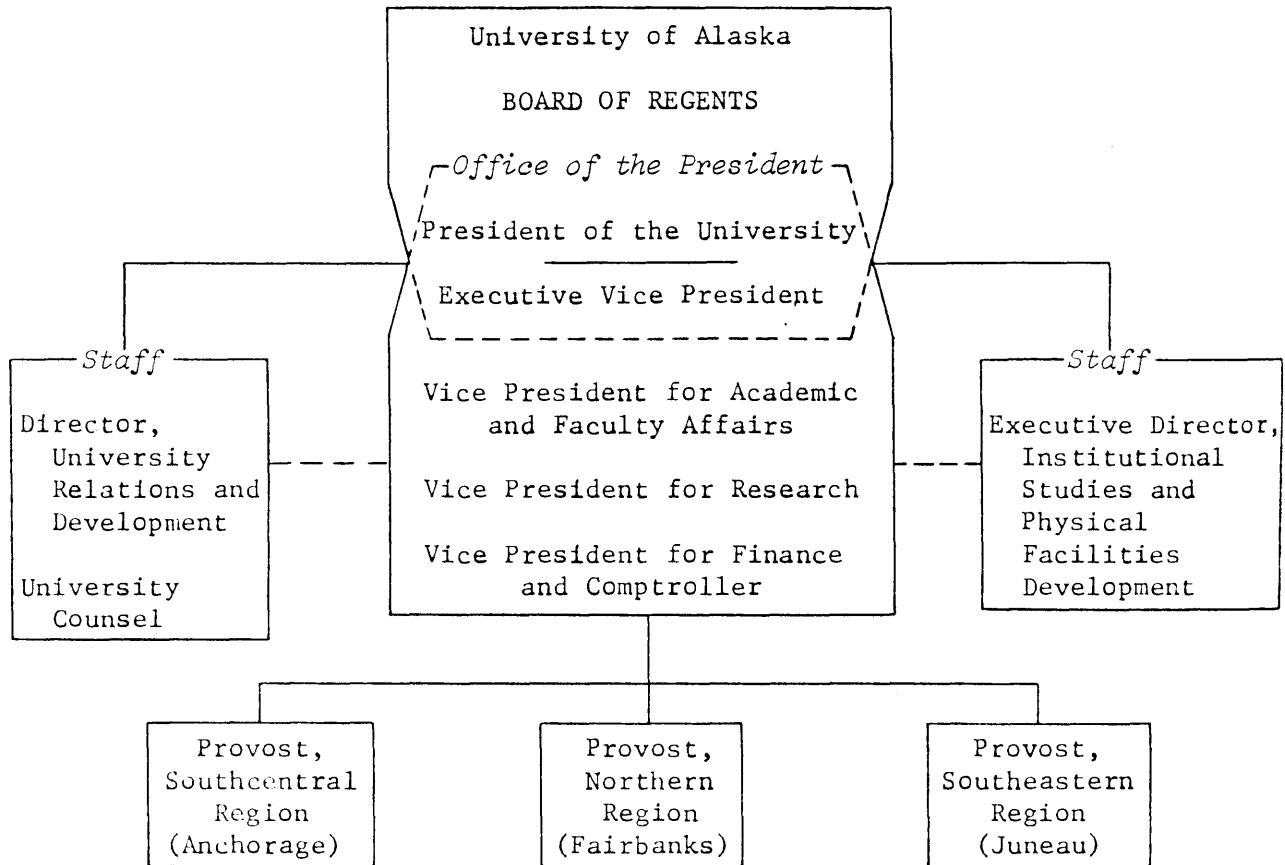 University of Alaska
BOARD OF REGENTS
Office of the President
President of the University
Executive Vice President
Staff
Director,
University
Relations and
Development
University
Counsel
Vice President for Academic
and Faculty Affairs
Vice President for Research
Vice President for Finance
and Comptroller
Staff
Executive Director,
Institutional
Studies and
Physical
Facilities
Development
Provost,
Southcentral
Region
(Anchorage)
Provost,
Northern
Region
(Fairbanks)
Provost,
Southeastern
Region
(Juneau)